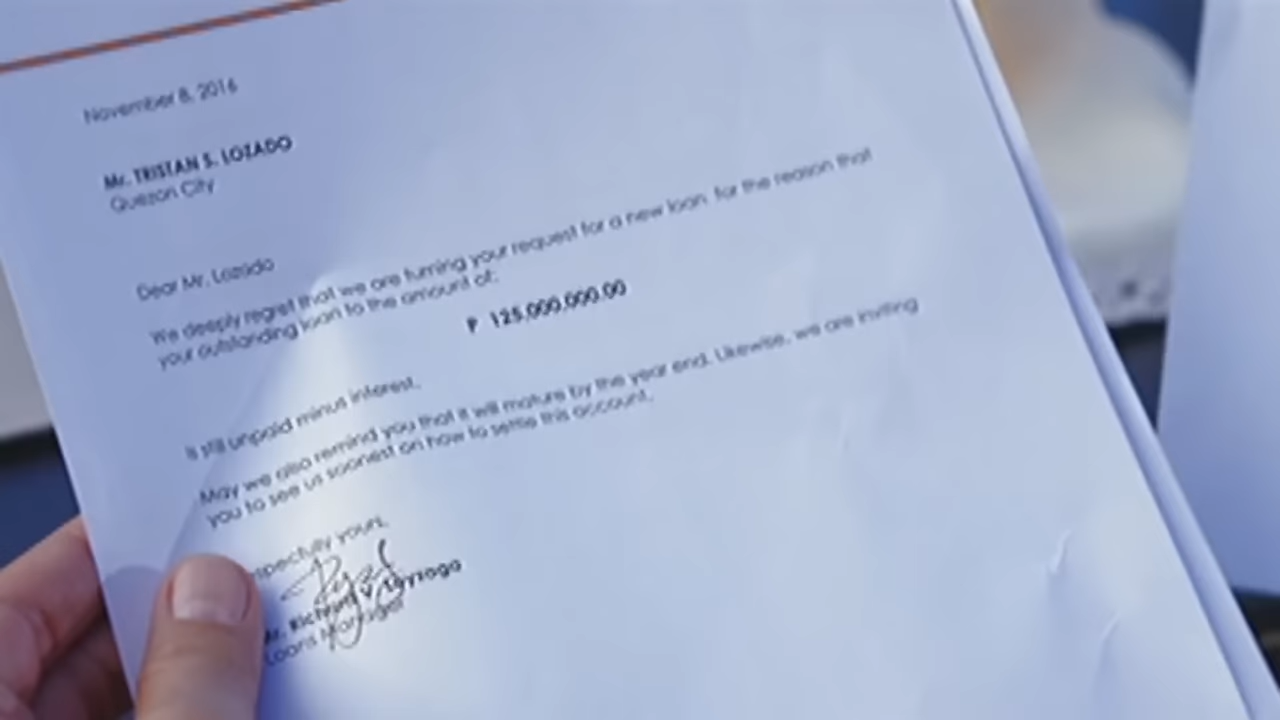 November 8, 2016
Mr. TRISTAN S. LOZADO
Quezon City
Dear Mr. Lozado
We deeply regret that we are turning your request for a new loan for the reason that
your outstanding loan to the amount of:
₱ 125,000,000.00
is still unpaid minus interest.
May we also remind you that it will mature by the year end. Likewise, we are inviting
you to see us soonest on how to settle this account.
spectfully yours,
Mr. Richard V.
Loans Manager